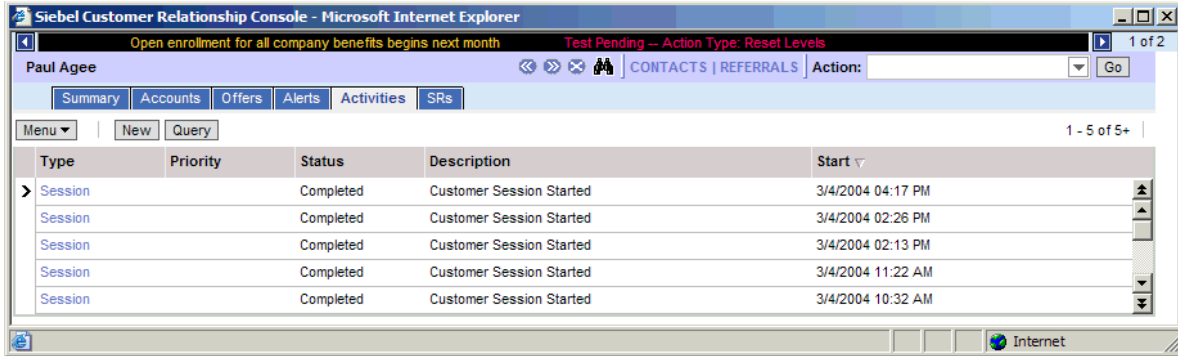 Siebel Customer Relationship Console - Microsoft Internet Explorer
Open enrollment for all company benefits begins next month Test Pending -- Action Type: Reset Levels 1 of 2
Paul Agee CONTACTS | REFERRALS Action: Go
Summary Accounts Offers Alerts Activities SRs
Menu New Query 1 - 5 of 5+
Type Priority Status Description Start
Session Completed Customer Session Started 3/4/2004 04:17 PM
Session Completed Customer Session Started 3/4/2004 02:26 PM
Session Completed Customer Session Started 3/4/2004 02:13 PM
Session Completed Customer Session Started 3/4/2004 11:22 AM
Session Completed Customer Session Started 3/4/2004 10:32 AM
Internet